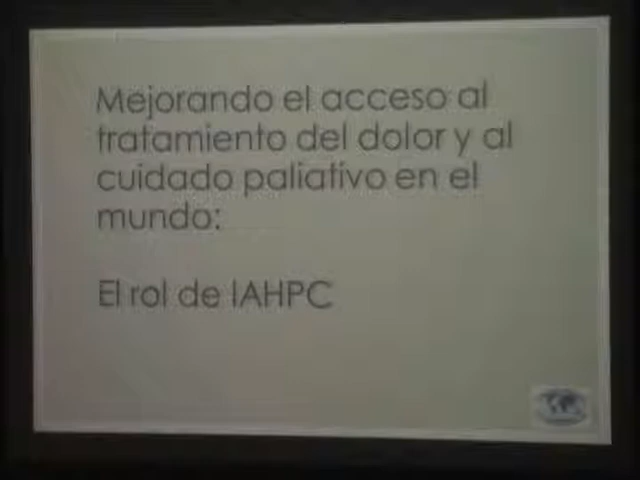 Mejorando el acceso al
tratamiento del dolor y al
cuidado paliativo en el
mundo:
El rol de IAHPC